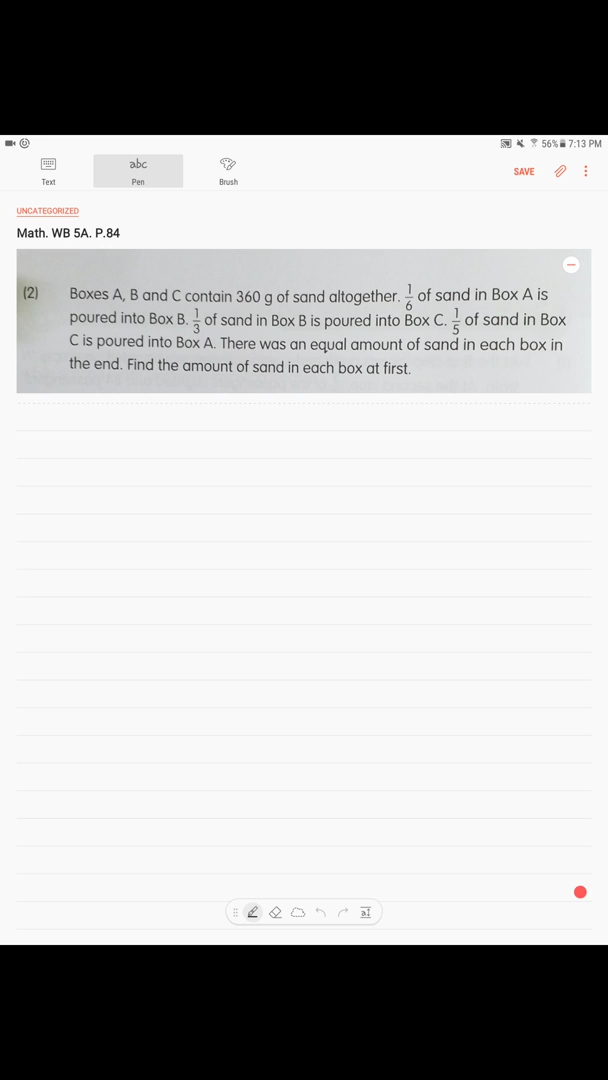 56% 7:13 PM
Text
abc
Pen
Brush
SAVE
UNCATEGORIZED
Math. WB 5A. P.84
(2) Boxes A, B and C contain 360 g of sand altogether. 1/6 of sand in Box A is
poured into Box B. 1/3 of sand in Box B is poured into Box C. 1/5 of sand in Box
C is poured into Box A. There was an equal amount of sand in each box in
the end. Find the amount of sand in each box at first.